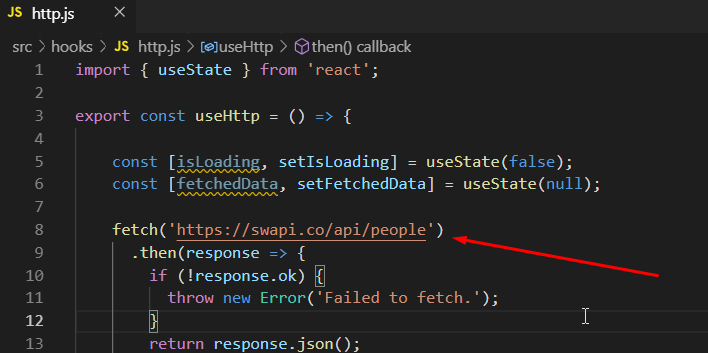 JS http.js ×
src > hooks > JS http.js > useHttp > then() callback
1 import { useState } from 'react';
2
3 export const useHttp = () => {
4
5 const [isLoading, setIsLoading] = useState(false);
6 const [fetchedData, setFetchedData] = useState(null);
7
8 fetch('https://swapi.co/api/people')
9 .then(response => {
10 if (!response.ok) {
11 throw new Error('Failed to fetch.');
12 }
13 return response.json();